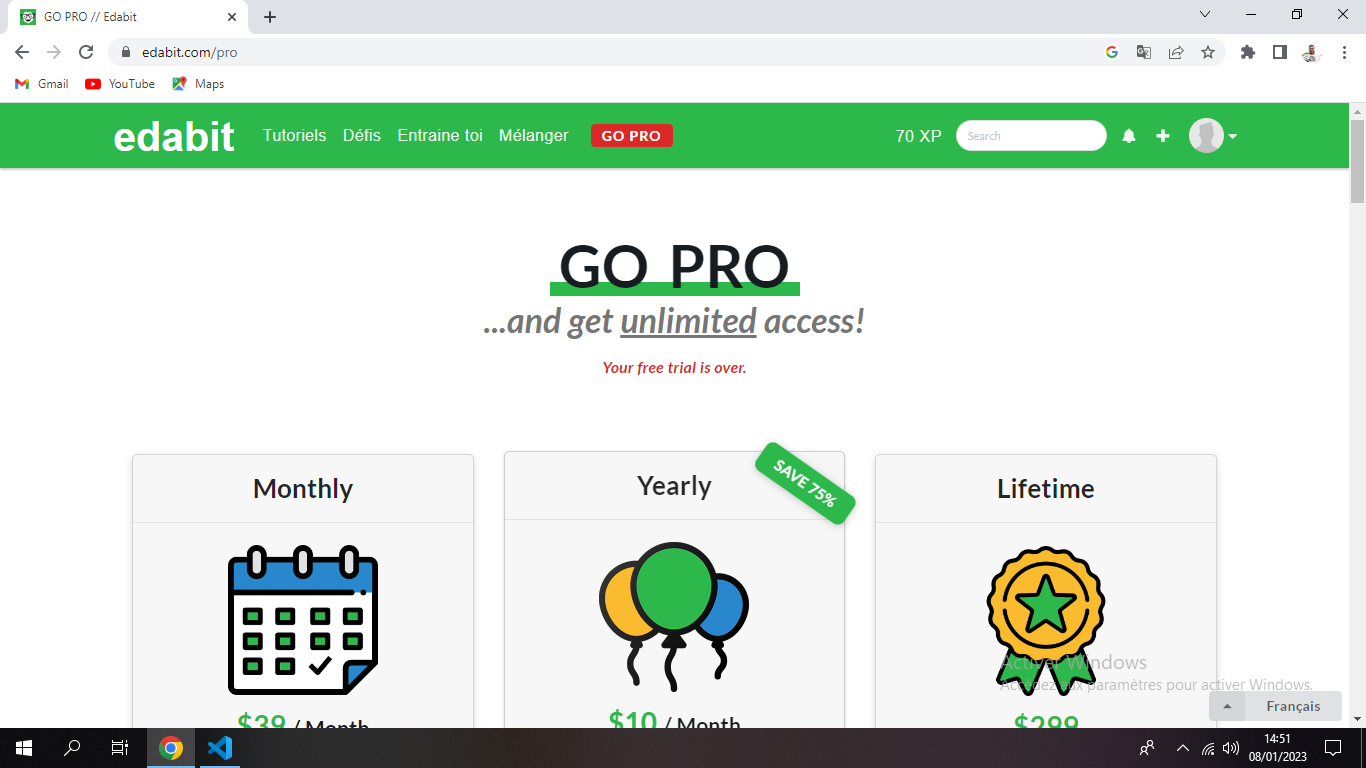 GO PRO // Edabit
edabit.com/pro
Gmail YouTube Maps
edabit Tutoriels Défis Entraine toi Mélanger GO PRO 70 XP Search
GO PRO
...and get unlimited access!
Your free trial is over.
Monthly
Yearly
SAVE 75%
Lifetime
$39 / Month
$10 / Month
$299
Activer Windows
Accédez aux paramètres pour activer Windows.
Français
14:51
08/01/2023